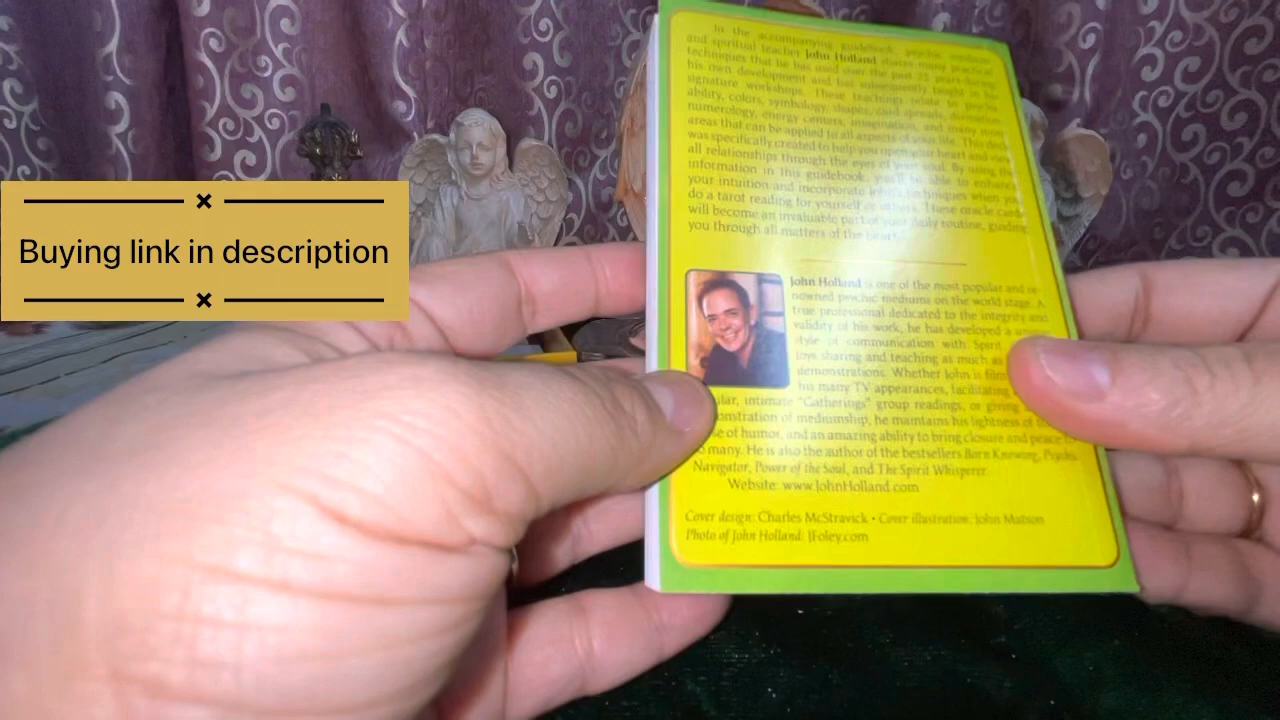 Buying link in description
In the accompanying guidebook, psychic medium
and spiritual teacher John Holland shares many practical
techniques that he has used over the past 25 years during
his own development and has subsequently taught in his
signature workshops. These teachings relate to psychic
ability, colors, symbology, shapes, card spreads, divination
numerology, energy centers, imagination, and many more
areas that can be applied to all aspects of your life. This deck
was specifically created to help you open your heart and view
all relationships through the eyes of your soul. By using the
information in this guidebook, you'll be able to enhance
your intuition and incorporate John's techniques when you
do a tarot reading for yourself or others. These oracle cards
will become an invaluable part of your daily routine, guiding
you through all matters of the heart.
John Holland is one of the most popular and re-
nowned psychic mediums on the world stage. A
true professional dedicated to the integrity and
validity of his work, he has developed a
style of communication with Spirit
sharing and teaching as much as
demonstrations. Whether John is
his many TV appearances, facilitating
intimate "Gatherings" group readings, or giving
of mediumship, he maintains his lightness of
of humor, and an amazing ability to bring closure and peace
many. He is also the author of the bestsellers Born Knowing, Psychic
Navigator, Power of the Soul, and The Spirit Whisperer.
Website: www.JohnHolland.com
Cover design: Charles McStravick • Cover illustration: John Matson
Photo of John Holland: JFoley.com